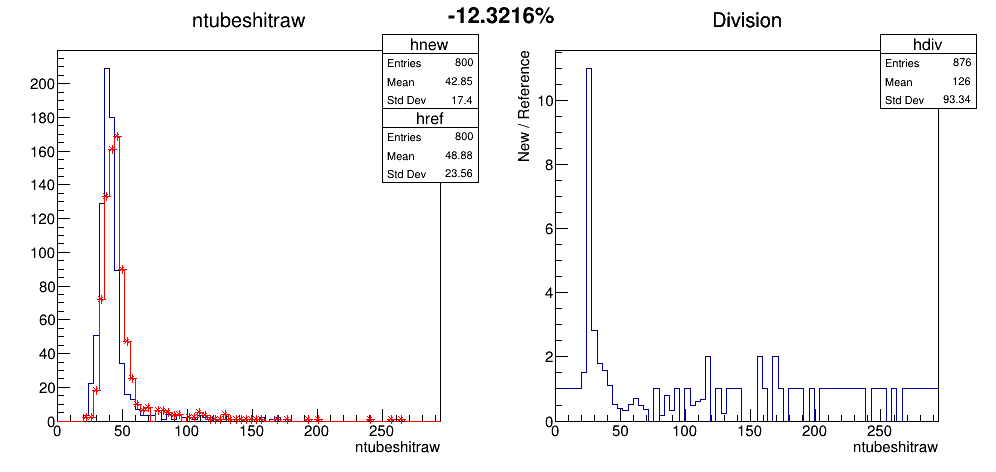 -12.3216%
ntubeshitraw
hnew
Entries 800
Mean 42.85
Std Dev 17.4
href
Entries 800
Mean 48.88
Std Dev 23.56
200
180
160
140
120
100
80
60
40
20
0
0 50 100 150 200 250
ntubeshitraw
Division
hdiv
Entries 876
Mean 126
Std Dev 93.34
New / Reference
10
8
6
4
2
0
0 50 100 150 200 250
ntubeshitraw